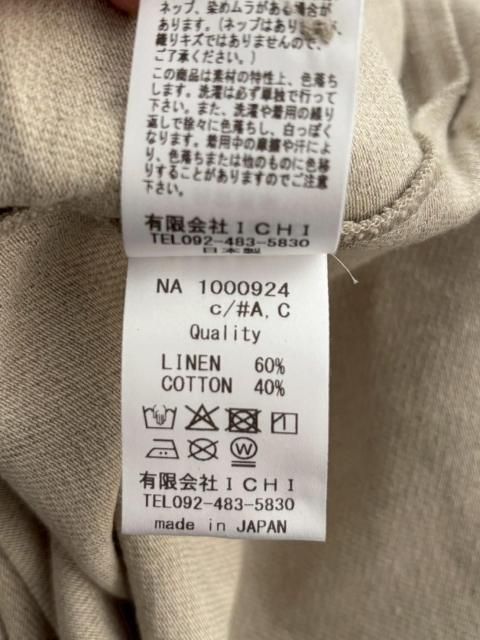 ネップ、染めムラがある場合が
あります。(ネップはあり
織りキズではありませんので、
ご了承ください。)
この商品は素材の特性上、色落ち
します。洗濯は必ず単独で行って
下さい。また、洗濯や着用の繰り
返しで徐々に色落ちし、白っぽく
なります。着用中の摩擦や汗によ
り、色落ちまたは他のものに色移
りすることがありますのでご注意
下さい。
有限会社ICHI
TEL092-483-5830
日本製
NA 1000924
c/#A,C
Quality
LINEN 60%
COTTON 40%
W
有限会社ICHI
TEL092-483-5830
made in JAPAN